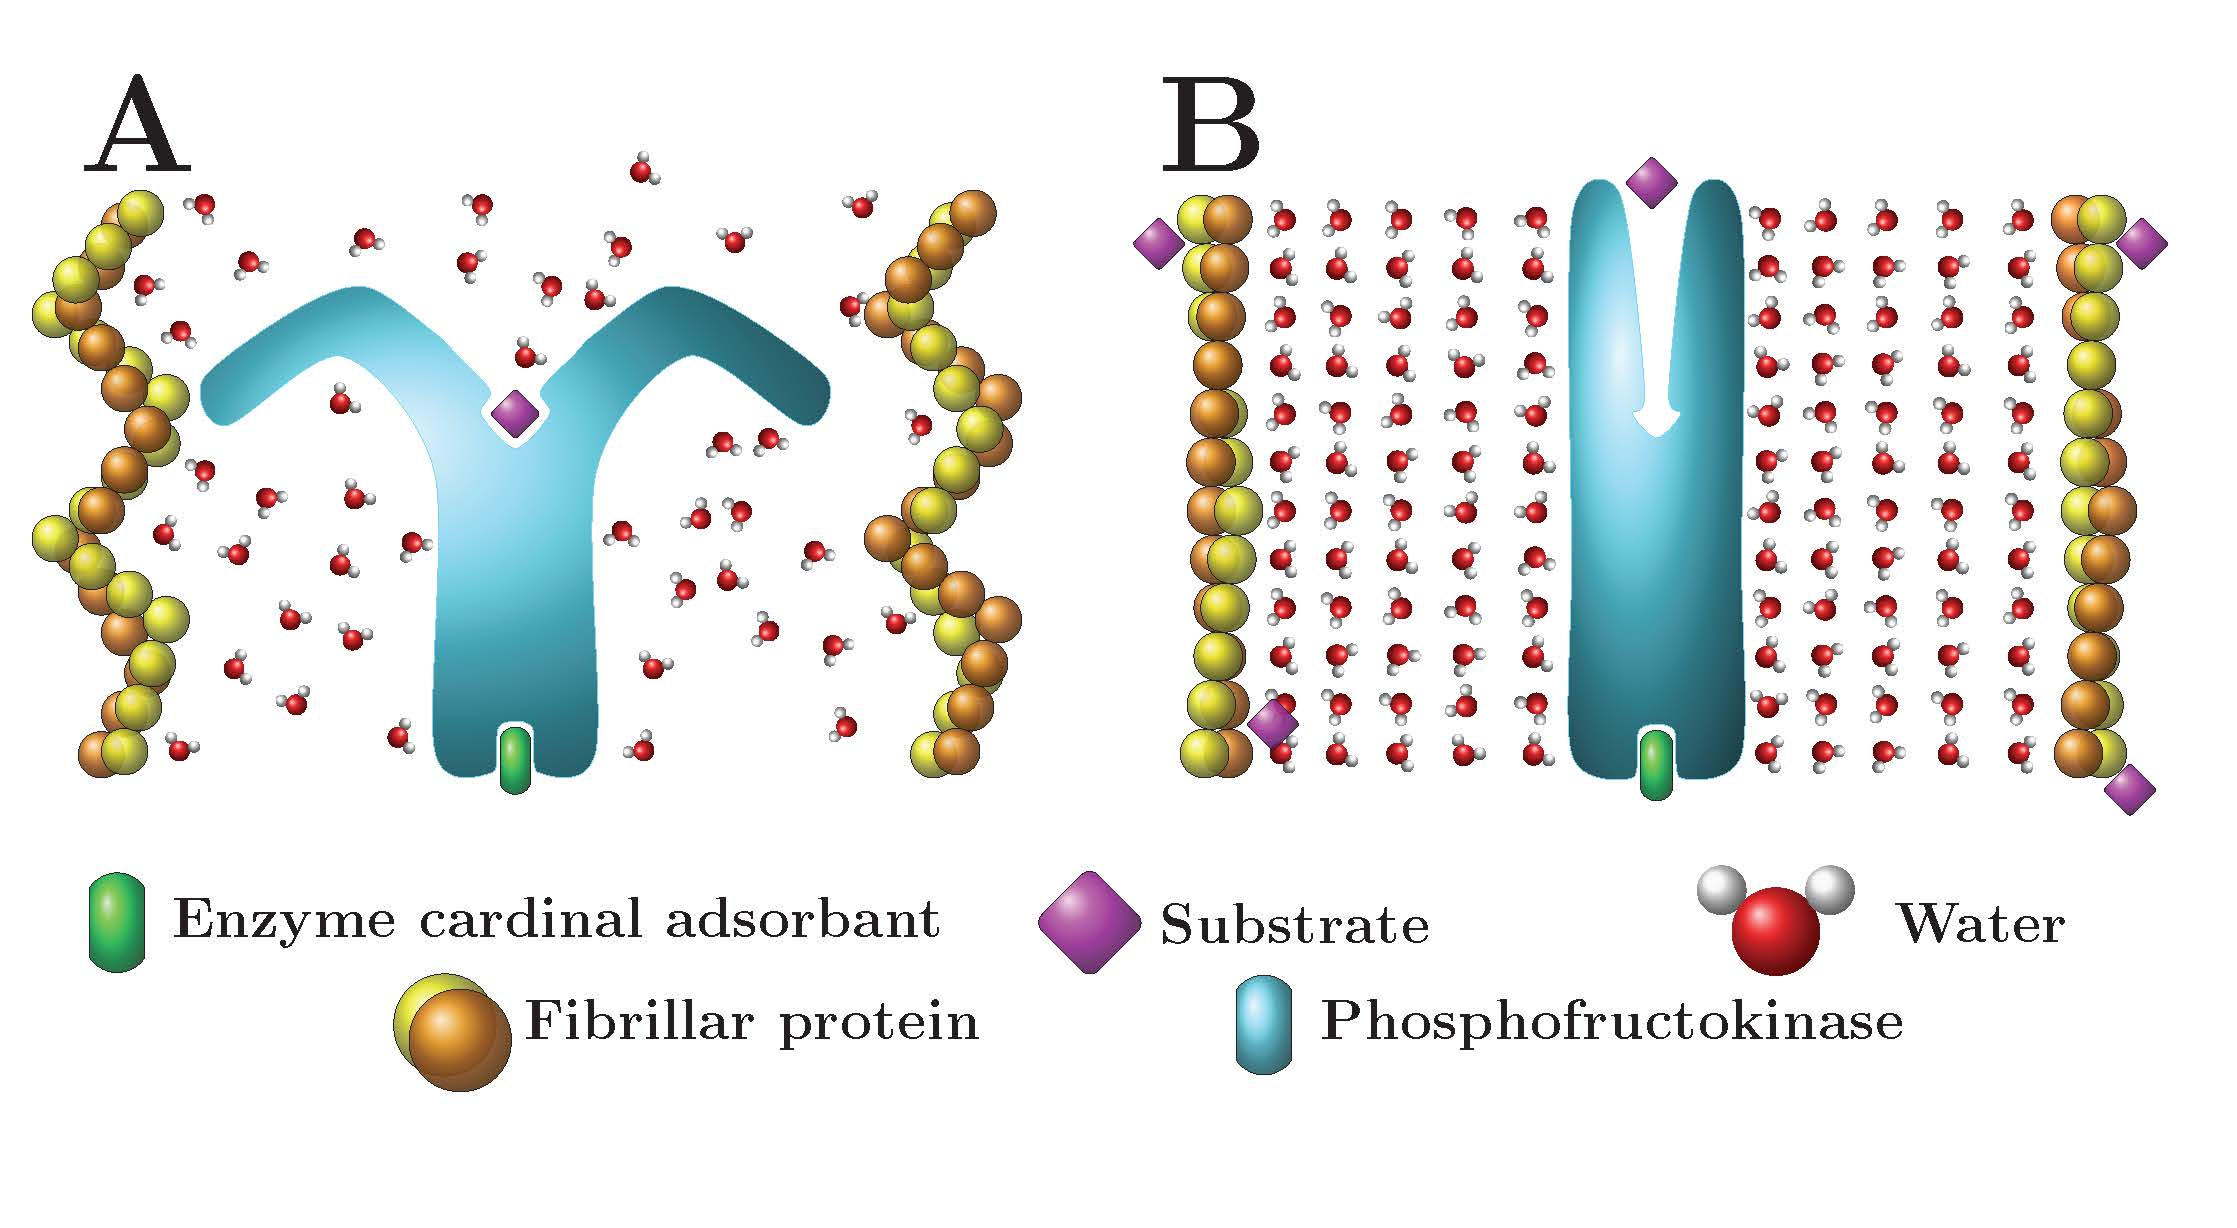 A
B
Enzyme cardinal adsorbant
Substrate
Water
Fibrillar protein
Phosphofructokinase